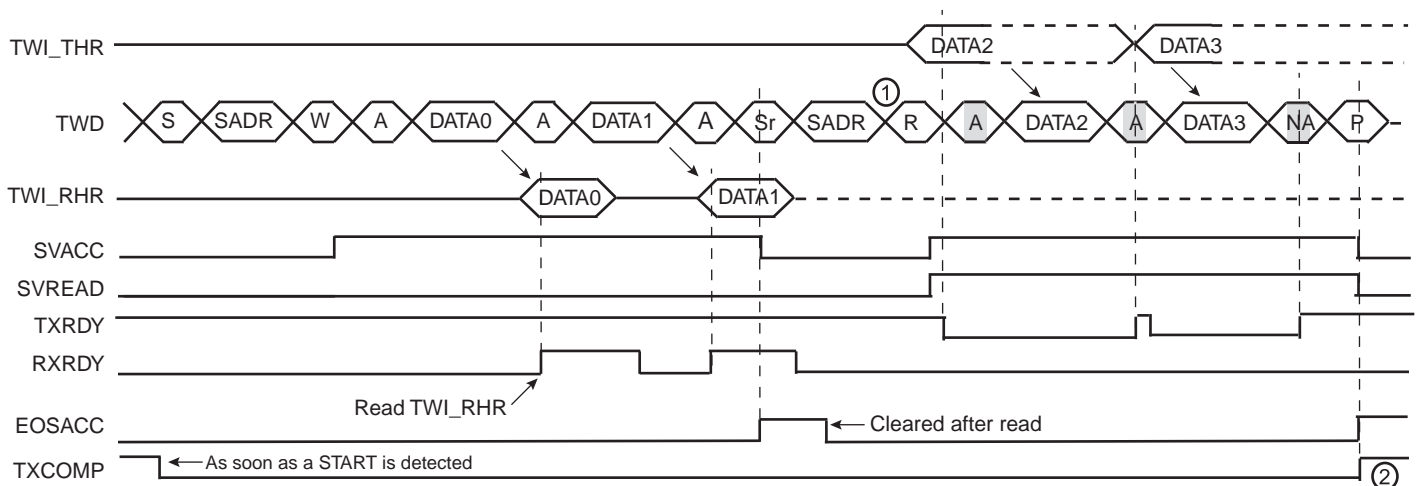 TWI_THR DATA2 DATA3
1
TWD S SADR W A DATA0 A DATA1 A Sr SADR R A DATA2 A DATA3 NA P
TWI_RHR DATA0 DATA1
SVACC
SVREAD
TXRDY
RXRDY
Read TWI_RHR
EOSACC Cleared after read
TXCOMP As soon as a START is detected 2